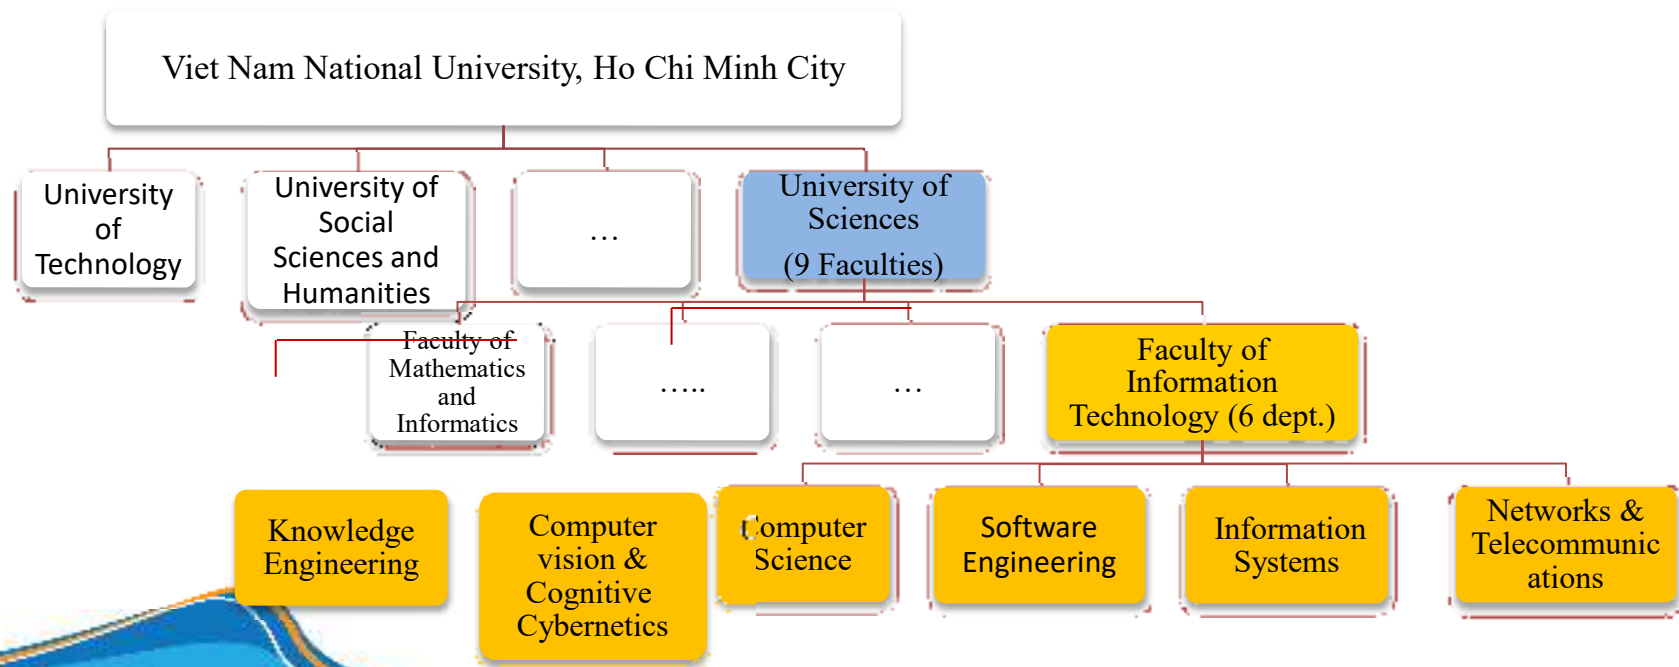 Viet Nam National University, Ho Chi Minh City
University
of
Technology
University of
Social
Sciences and
Humanities
…
University of
Sciences
(9 Faculties)
Faculty of
Mathematics
and
Informatics
…..
…
Faculty of
Information
Technology (6 dept.)
Knowledge
Engineering
Computer
vision &
Cognitive
Cybernetics
Computer
Science
Software
Engineering
Information
Systems
Networks &
Telecommunic
ations